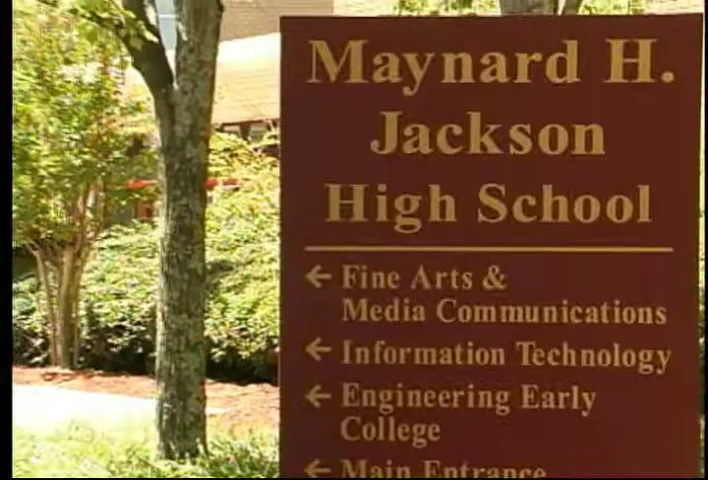 Maynard H.
Jackson
High School
← Fine Arts &
Media Communications
← Information Technology
← Engineering Early
College
← Main Entrance